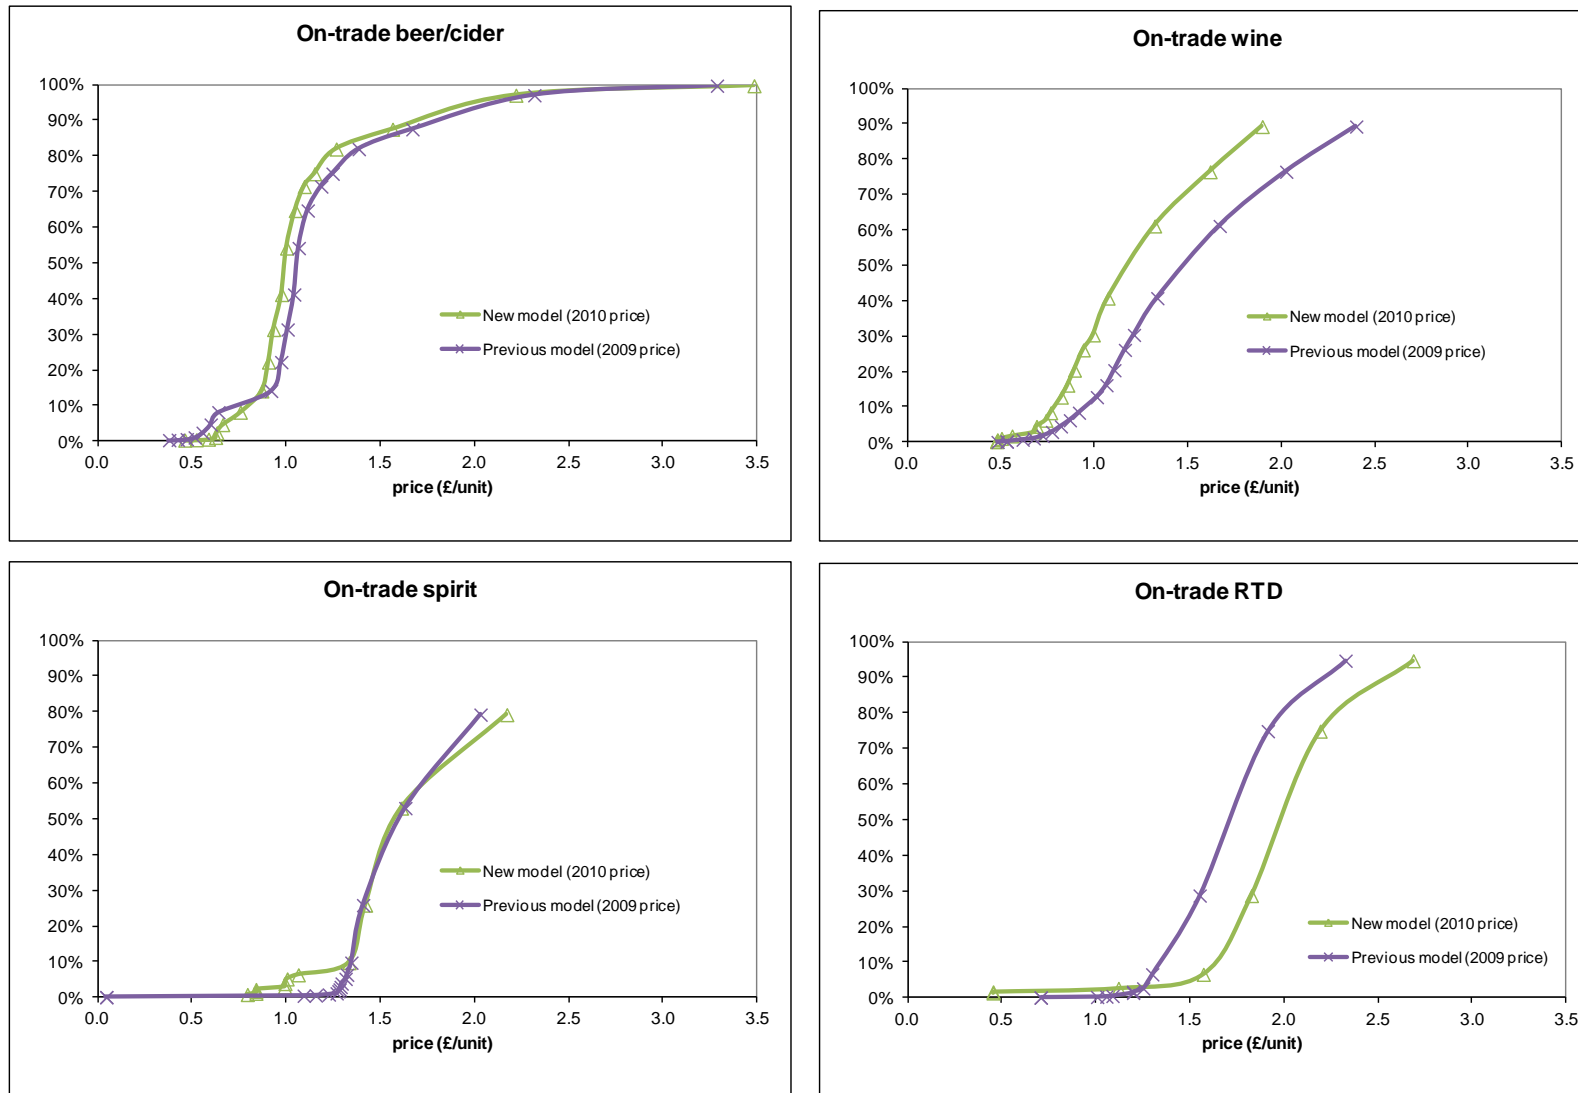 On-trade beer/cider
100%
90%
80%
70%
60%
50%
40%
30%
20%
10%
0%
New model (2010 price)
Previous model (2009 price)
0.0 0.5 1.0 1.5 2.0 2.5 3.0 3.5
price (£/unit)
On-trade wine
100%
90%
80%
70%
60%
50%
40%
30%
20%
10%
0%
New model (2010 price)
Previous model (2009 price)
0.0 0.5 1.0 1.5 2.0 2.5 3.0 3.5
price (£/unit)
On-trade spirit
100%
90%
80%
70%
60%
50%
40%
30%
20%
10%
0%
New model (2010 price)
Previous model (2009 price)
0.0 0.5 1.0 1.5 2.0 2.5 3.0 3.5
price (£/unit)
On-trade RTD
100%
90%
80%
70%
60%
50%
40%
30%
20%
10%
0%
New model (2010 price)
Previous model (2009 price)
0.0 0.5 1.0 1.5 2.0 2.5 3.0 3.5
price (£/unit)